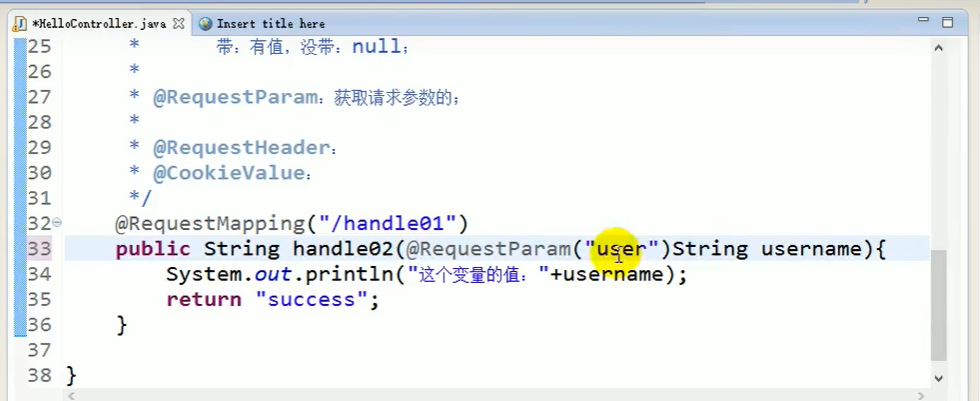 *HelloController.java Insert title here
25 * 带：有值，没带：null；
26 *
27 * @RequestParam：获取请求参数的；
28 *
29 * @RequestHeader：
30 * @CookieValue：
31 */
32 @RequestMapping("/handle01")
33 public String handle02(@RequestParam("user")String username){
34 System.out.println("这个变量的值："+username);
35 return "success";
36 }
37
38 }